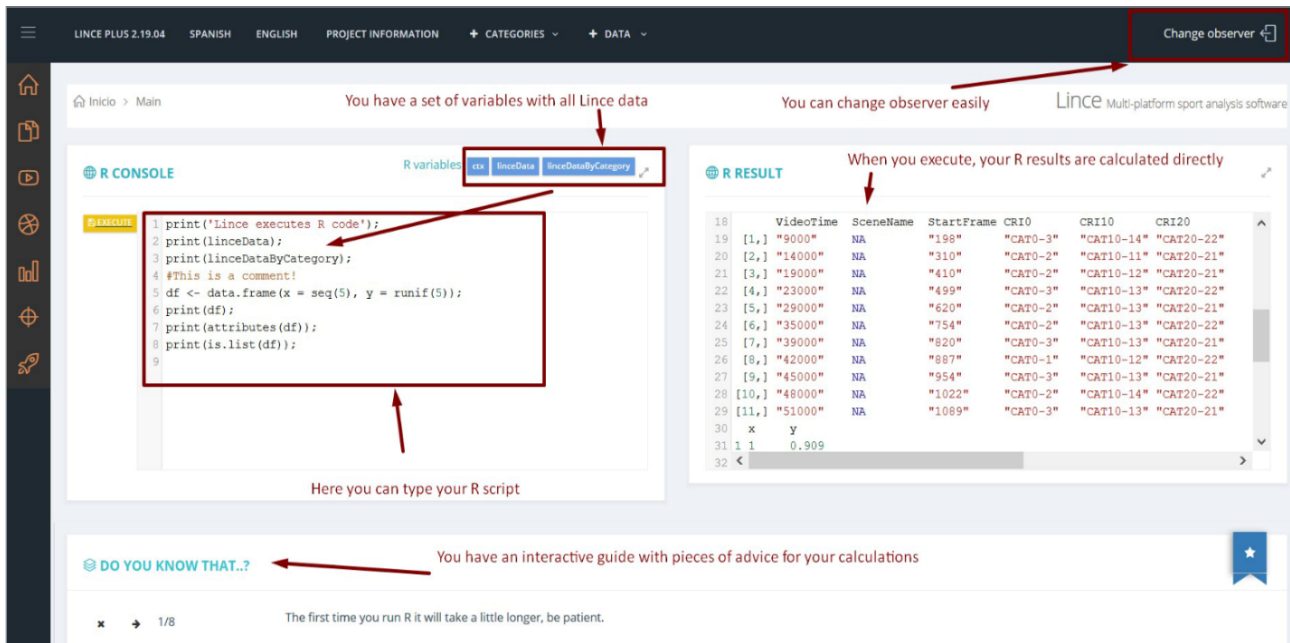 LINCE PLUS 2.19.04 SPANISH ENGLISH PROJECT INFORMATION + CATEGORIES + DATA Change observer
Inicio > Main
You have a set of variables with all Lince data
You can change observer easily
Lince Multi-platform sport analysis software
R CONSOLE
R variables ctx linceData linceDataByCategory
EXECUTE
1 print('Lince executes R code');
2 print(linceData);
3 print(linceDataByCategory);
4 #This is a comment!
5 df <- data.frame(x = seq(5), y = runif(5));
6 print(df);
7 print(attributes(df));
8 print(is.list(df));
9
Here you can type your R script
R RESULT
When you execute, your R results are calculated directly
18 VideoTime SceneName StartFrame CRI0 CRI10 CRI20
19 [1,] "9000" NA "198" "CAT0-3" "CAT10-14" "CAT20-22"
20 [2,] "14000" NA "310" "CAT0-2" "CAT10-11" "CAT20-21"
21 [3,] "19000" NA "410" "CAT0-2" "CAT10-12" "CAT20-21"
22 [4,] "23000" NA "499" "CAT0-3" "CAT10-13" "CAT20-22"
23 [5,] "29000" NA "620" "CAT0-2" "CAT10-13" "CAT20-21"
24 [6,] "35000" NA "754" "CAT0-2" "CAT10-13" "CAT20-22"
25 [7,] "39000" NA "820" "CAT0-3" "CAT10-13" "CAT20-21"
26 [8,] "42000" NA "887" "CAT0-1" "CAT10-12" "CAT20-22"
27 [9,] "45000" NA "954" "CAT0-3" "CAT10-13" "CAT20-21"
28 [10,] "48000" NA "1022" "CAT0-2" "CAT10-14" "CAT20-22"
29 [11,] "51000" NA "1089" "CAT0-3" "CAT10-13" "CAT20-21"
30 x y
31 1 1 0.909
32
DO YOU KNOW THAT..?
You have an interactive guide with pieces of advice for your calculations
1/8 The first time you run R it will take a little longer, be patient.